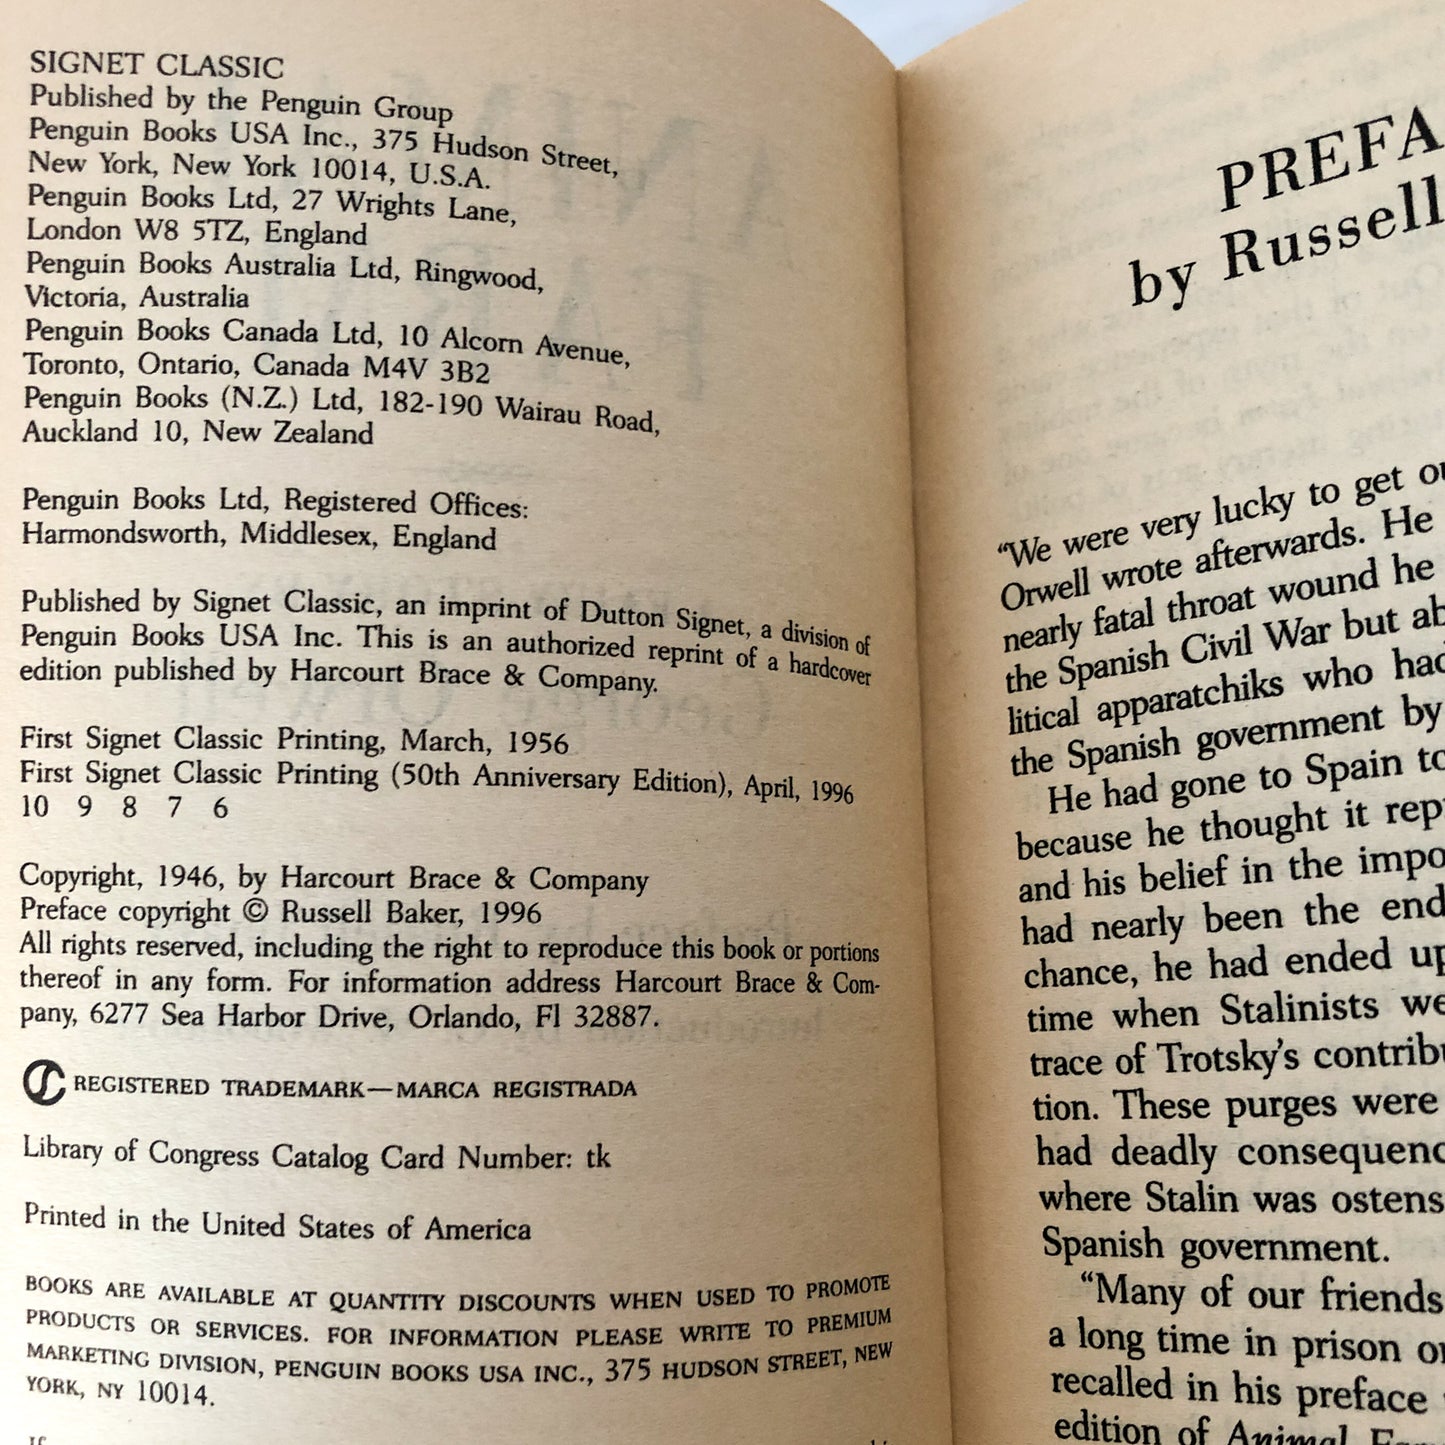 SIGNET CLASSIC
Published by the Penguin Group
Penguin Books USA Inc., 375 Hudson Street,
New York, New York 10014, U.S.A.
Penguin Books Ltd, 27 Wrights Lane,
London W8 5TZ, England
Penguin Books Australia Ltd, Ringwood,
Victoria, Australia
Penguin Books Canada Ltd, 10 Alcorn Avenue,
Toronto, Ontario, Canada M4V 3B2
Penguin Books (N.Z.) Ltd, 182-190 Wairau Road,
Auckland 10, New Zealand
Penguin Books Ltd, Registered Offices:
Harmondsworth, Middlesex, England
Published by Signet Classic, an imprint of Dutton Signet, a division of
Penguin Books USA Inc. This is an authorized reprint of a hardcover
edition published by Harcourt Brace & Company.
First Signet Classic Printing, March, 1956
First Signet Classic Printing (50th Anniversary Edition), April, 1996
10 9 8 7 6
Copyright, 1946, by Harcourt Brace & Company
Preface copyright © Russell Baker, 1996
All rights reserved, including the right to reproduce this book or portions
thereof in any form. For information address Harcourt Brace & Com-
pany, 6277 Sea Harbor Drive, Orlando, Fl 32887.
REGISTERED TRADEMARK—MARCA REGISTRADA
Library of Congress Catalog Card Number: tk
Printed in the United States of America
BOOKS ARE AVAILABLE AT QUANTITY DISCOUNTS WHEN USED TO PROMOTE
PRODUCTS OR SERVICES. FOR INFORMATION PLEASE WRITE TO PREMIUM
MARKETING DIVISION, PENGUIN BOOKS USA INC., 375 HUDSON STREET, NEW
YORK, NY 10014.
PREFA
by Russell
“We were very lucky to get
Orwell wrote afterwards. He
nearly fatal throat wound he
the Spanish Civil War but
litical apparatchiks who
the Spanish government by
He had gone to Spain
because he thought it
and his belief in the
had nearly been the end
chance, he had ended
time when Stalinists
trace of Trotsky’s
tion. These purges were
had deadly
where Stalin was
Spanish government.
“Many of our friends
a long time in prison
recalled in his preface
edition of Animal